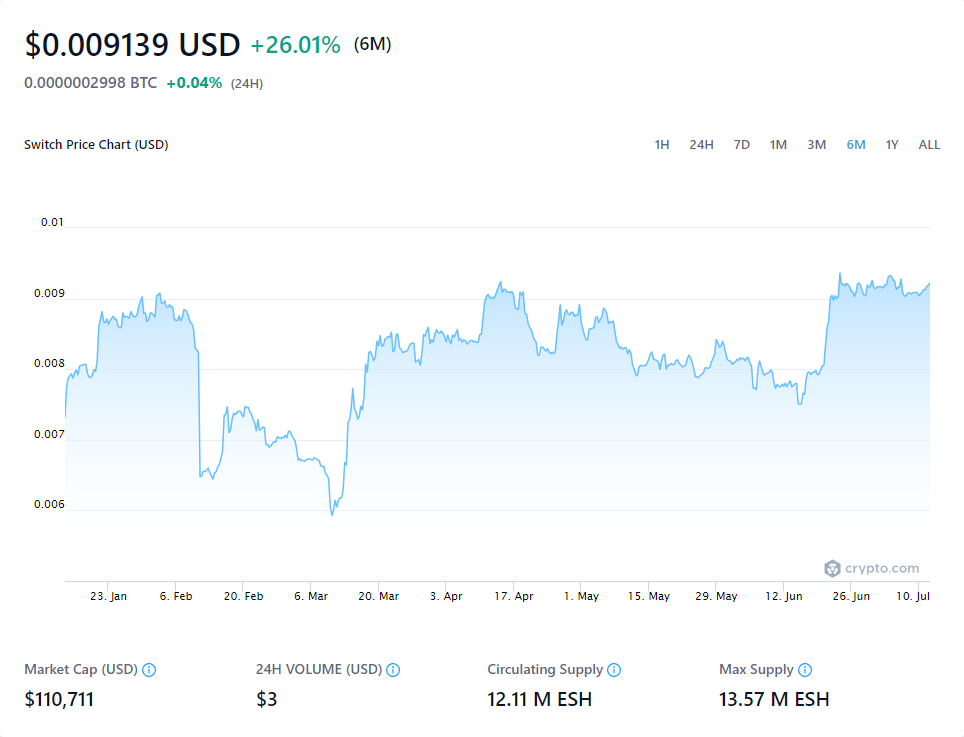 $0.009139 USD +26.01% (6M)
0.0000002998 BTC +0.04% (24H)
Switch Price Chart (USD) 1H 24H 7D 1M 3M 6M 1Y ALL
0.01
0.009
0.008
0.007
0.006
crypto.com
23. Jan 6. Feb 20. Feb 6. Mar 20. Mar 3. Apr 17. Apr 1. May 15. May 29. May 12. Jun 26. Jun 10. Jul
Market Cap (USD) 24H VOLUME (USD) Circulating Supply Max Supply
$110,711 $3 12.11 M ESH 13.57 M ESH